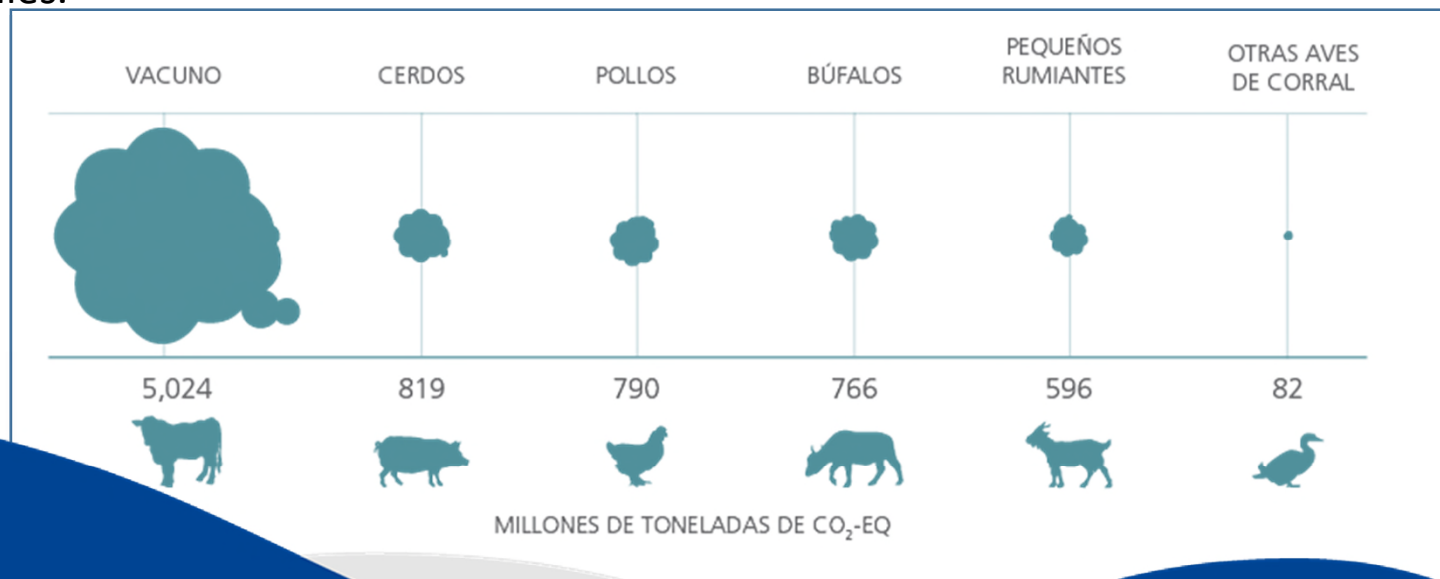 VACUNO
CERDOS
POLLOS
BÚFALOS
PEQUEÑOS
RUMIANTES
OTRAS AVES
DE CORRAL
5,024
819
790
766
596
82
MILLONES DE TONELADAS DE CO₂-EQ